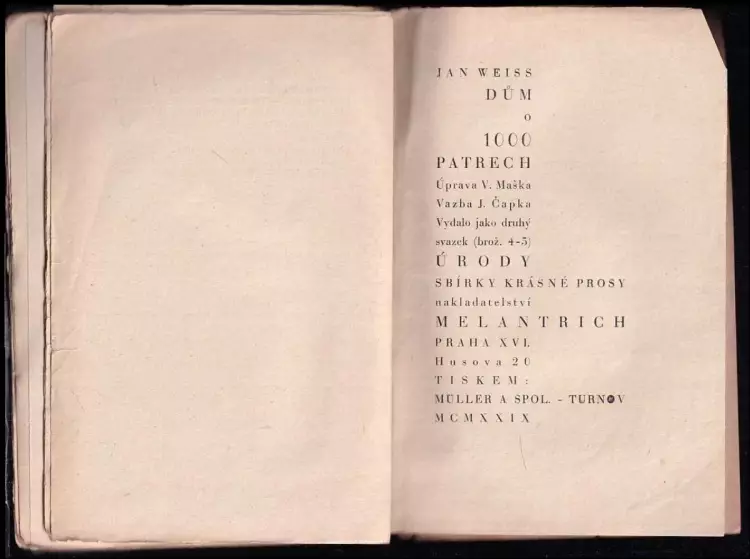 JAN WEISS
DŮM
O
1000
PATRECH
Úprava V. Maška
Vazba J. Čapka
Vydalo jako druhý
svazek (brož. 4-5)
ÚRODY
SBÍRKY KRÁSNÉ PROSY
nakladatelství
MELANTRICH
PRAHA XVI.
Husova 20
TISKEM:
MÜLLER A SPOL. - TURNOV
MCMXXIX